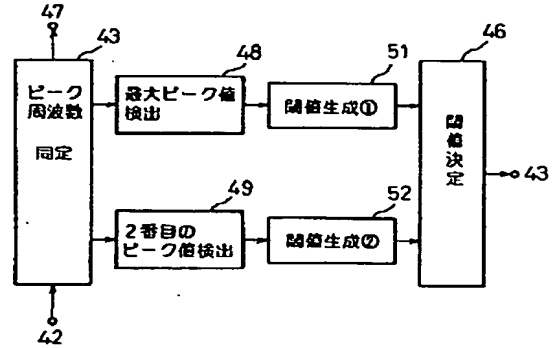 47
43
48
51
46
ピーク
周波数
同定
最大ピーク値
検出
閾値生成①
閾値決定
43
49
52
2番目の
ピーク値検出
閾値生成②
42